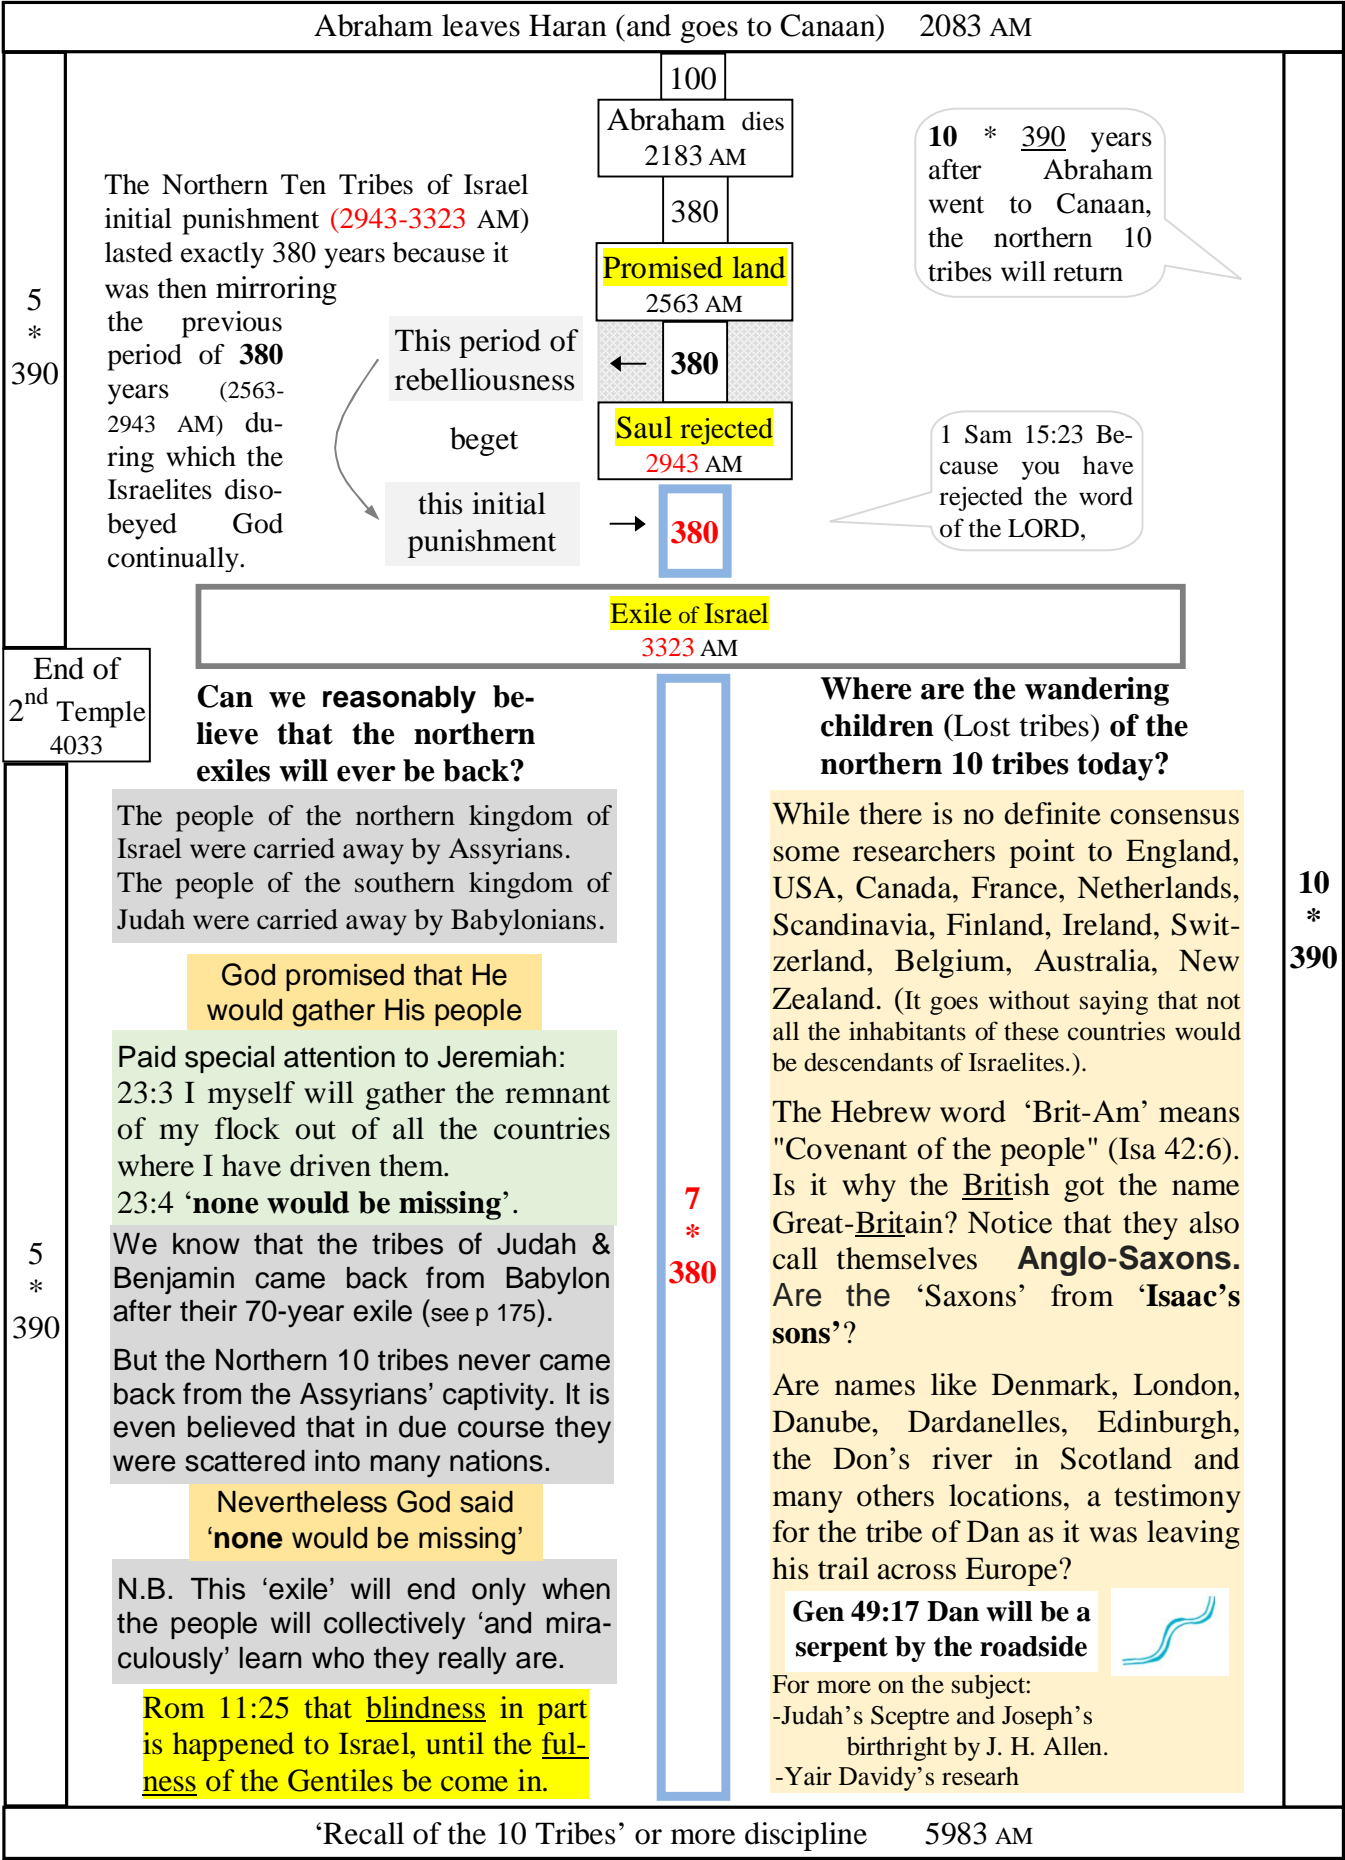 Abraham leaves Haran (and goes to Canaan) 2083 AM
100
Abraham dies
2183 AM
380
Promised land
2563 AM
380
Saul rejected
2943 AM
380
10 * 390 years
after Abraham
went to Canaan,
the northern 10
tribes will return
The Northern Ten Tribes of Israel
initial punishment (2943-3323 AM)
lasted exactly 380 years because it
was then mirroring
the previous
period of 380
years (2563-
2943 AM) du-
ring which the
Israelites diso-
beyed God
continually.
This period of
rebelliousness
beget
this initial
punishment
1 Sam 15:23 Be-
cause you have
rejected the word
of the LORD,
5
*
390
Exile of Israel
3323 AM
End of
2nd Temple
4033
Can we reasonably be-
lieve that the northern
exiles will ever be back?
The people of the northern kingdom of
Israel were carried away by Assyrians.
The people of the southern kingdom of
Judah were carried away by Babylonians.
God promised that He
would gather His people
Paid special attention to Jeremiah:
23:3 I myself will gather the remnant
of my flock out of all the countries
where I have driven them.
23:4 ‘none would be missing’.
We know that the tribes of Judah &
Benjamin came back from Babylon
after their 70-year exile (see p 175).
But the Northern 10 tribes never came
back from the Assyrians’ captivity. It is
even believed that in due course they
were scattered into many nations.
Nevertheless God said
‘none would be missing’
N.B. This ‘exile’ will end only when
the people will collectively ‘and mira-
culously’ learn who they really are.
Rom 11:25 that blindness in part
is happened to Israel, until the ful-
ness of the Gentiles be come in.
5
*
390
7
*
380
Where are the wandering
children (Lost tribes) of the
northern 10 tribes today?
While there is no definite consensus
some researchers point to England,
USA, Canada, France, Netherlands,
Scandinavia, Finland, Ireland, Swit-
zerland, Belgium, Australia, New
Zealand. (It goes without saying that not
all the inhabitants of these countries would
be descendants of Israelites.).
The Hebrew word ‘Brit-Am’ means
"Covenant of the people" (Isa 42:6).
Is it why the British got the name
Great-Britain? Notice that they also
call themselves Anglo-Saxons.
Are the ‘Saxons’ from ‘Isaac’s
sons’?
Are names like Denmark, London,
Danube, Dardanelles, Edinburgh,
the Don’s river in Scotland and
many others locations, a testimony
for the tribe of Dan as it was leaving
his trail across Europe?
Gen 49:17 Dan will be a
serpent by the roadside
For more on the subject:
-Judah’s Sceptre and Joseph’s
birthright by J. H. Allen.
-Yair Davidy’s researh
10
*
390
‘Recall of the 10 Tribes’ or more discipline 5983 AM